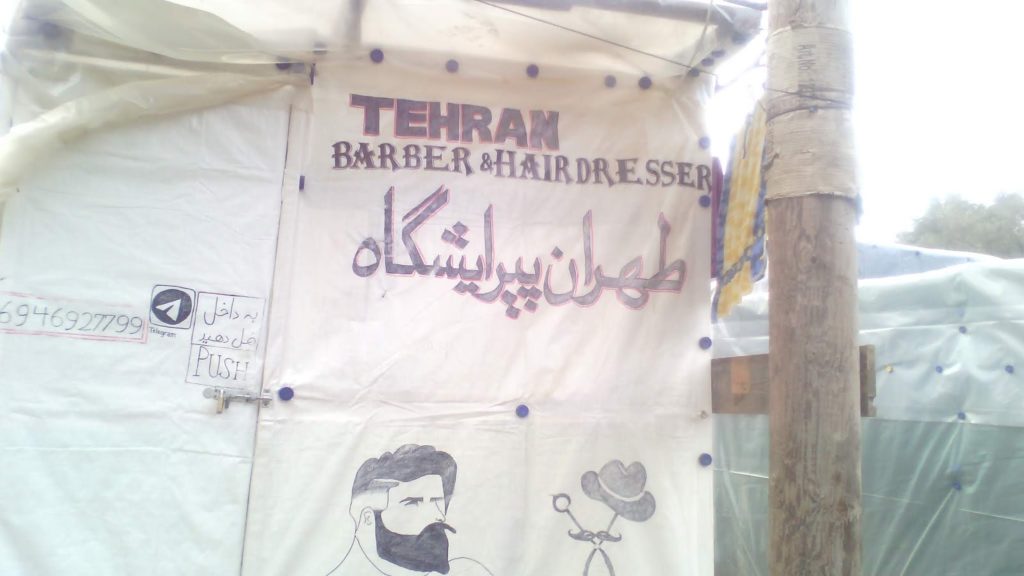 TEHRAN
BARBER & HAIRDRESSER
طهران پیرایشگاه
6946927799
Telegram
به داخل
هل دهید
PUSH